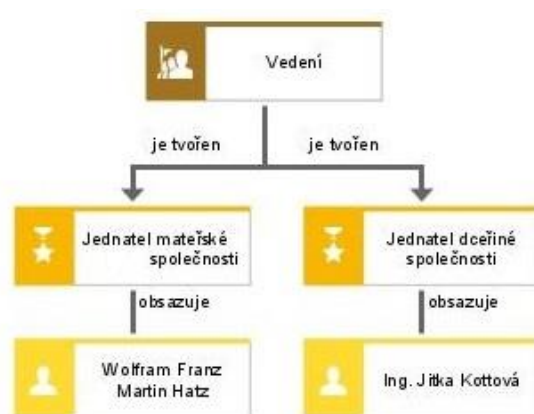 Vedení
je tvořen
je tvořen
Jednatel mateřské
společnosti
Jednatel dceřiné
společnosti
obsazuje
obsazuje
Wolfram Franz
Martin Hatz
Ing. Jitka Kottová